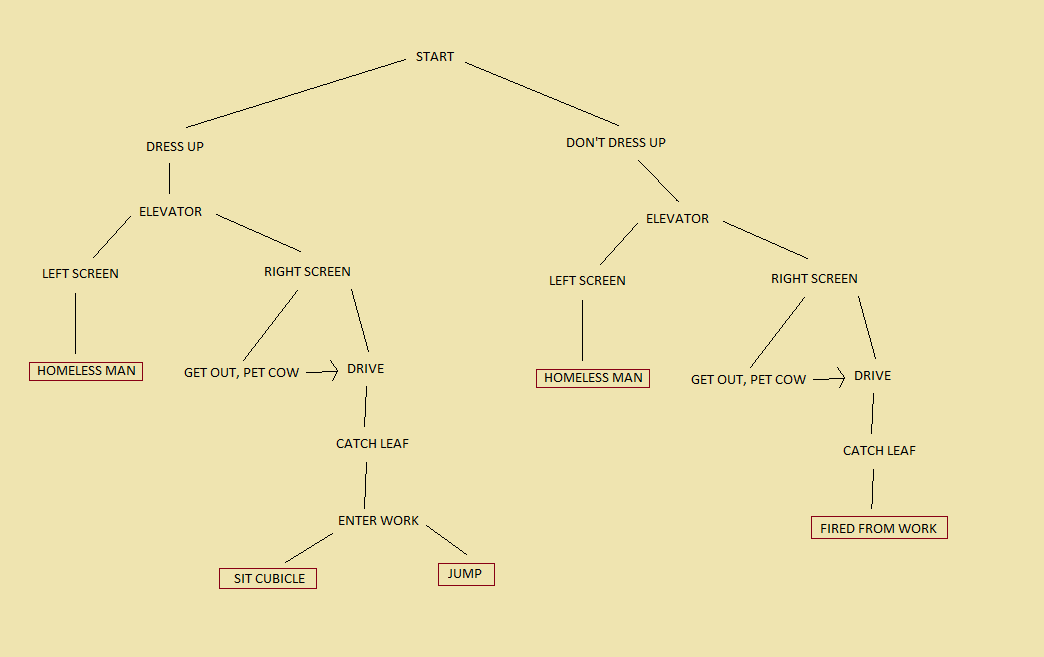 START
DRESS UP
DON'T DRESS UP
ELEVATOR
ELEVATOR
LEFT SCREEN
RIGHT SCREEN
LEFT SCREEN
RIGHT SCREEN
HOMELESS MAN
GET OUT, PET COW
DRIVE
HOMELESS MAN
GET OUT, PET COW
DRIVE
CATCH LEAF
CATCH LEAF
ENTER WORK
FIRED FROM WORK
SIT CUBICLE
JUMP